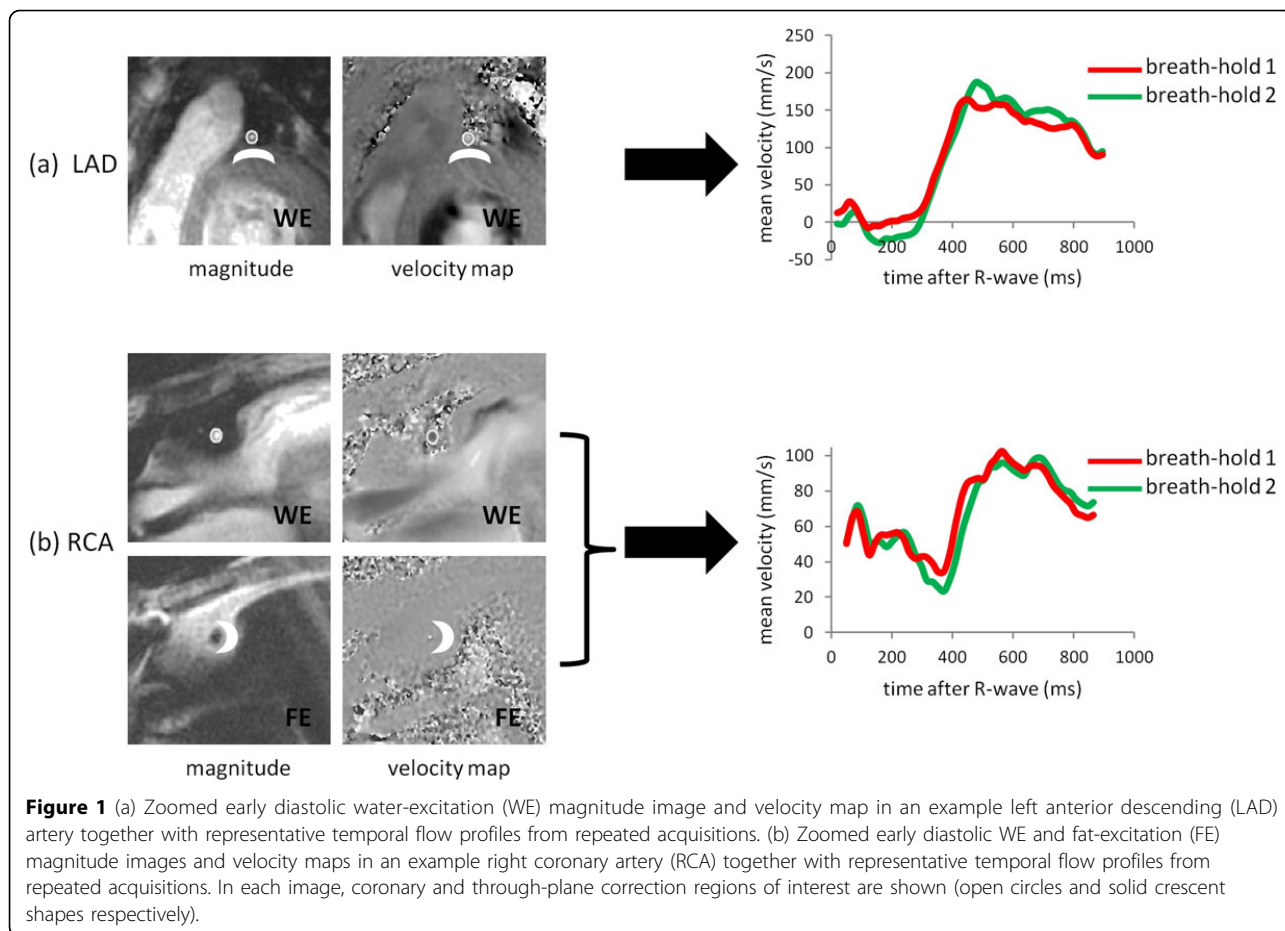 (a) LAD
WE
WE
magnitude
velocity map
mean velocity (mm/s)
250
200
150
100
50
0
-50
0
200
400
600
800
1000
time after R-wave (ms)
breath-hold 1
breath-hold 2
(b) RCA
WE
WE
FE
FE
magnitude
velocity map
mean velocity (mm/s)
100
80
60
40
20
0
0
200
400
600
800
1000
time after R-wave (ms)
breath-hold 1
breath-hold 2
Figure 1 (a) Zoomed early diastolic water-excitation (WE) magnitude image and velocity map in an example left anterior descending (LAD)
artery together with representative temporal flow profiles from repeated acquisitions. (b) Zoomed early diastolic WE and fat-excitation (FE)
magnitude images and velocity maps in an example right coronary artery (RCA) together with representative temporal flow profiles from
repeated acquisitions. In each image, coronary and through-plane correction regions of interest are shown (open circles and solid crescent
shapes respectively).